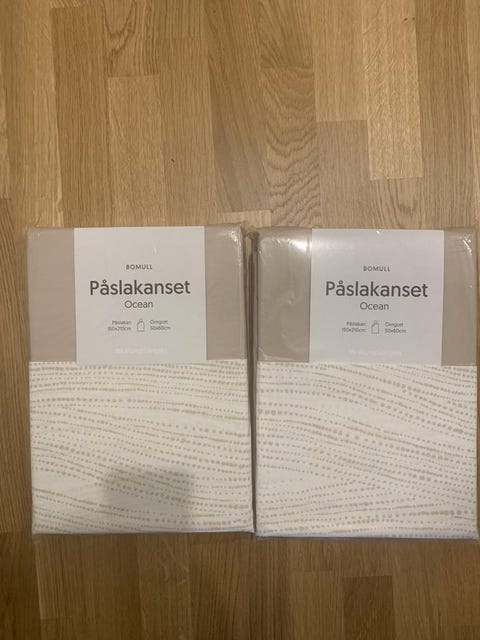 BOMULL
Påslakanset
Ocean
Påslakan
150x210cm
Örngott
50x60cm
BOMULL
Påslakanset
Ocean
Påslakan
150x210cm
Örngott
50x60cm